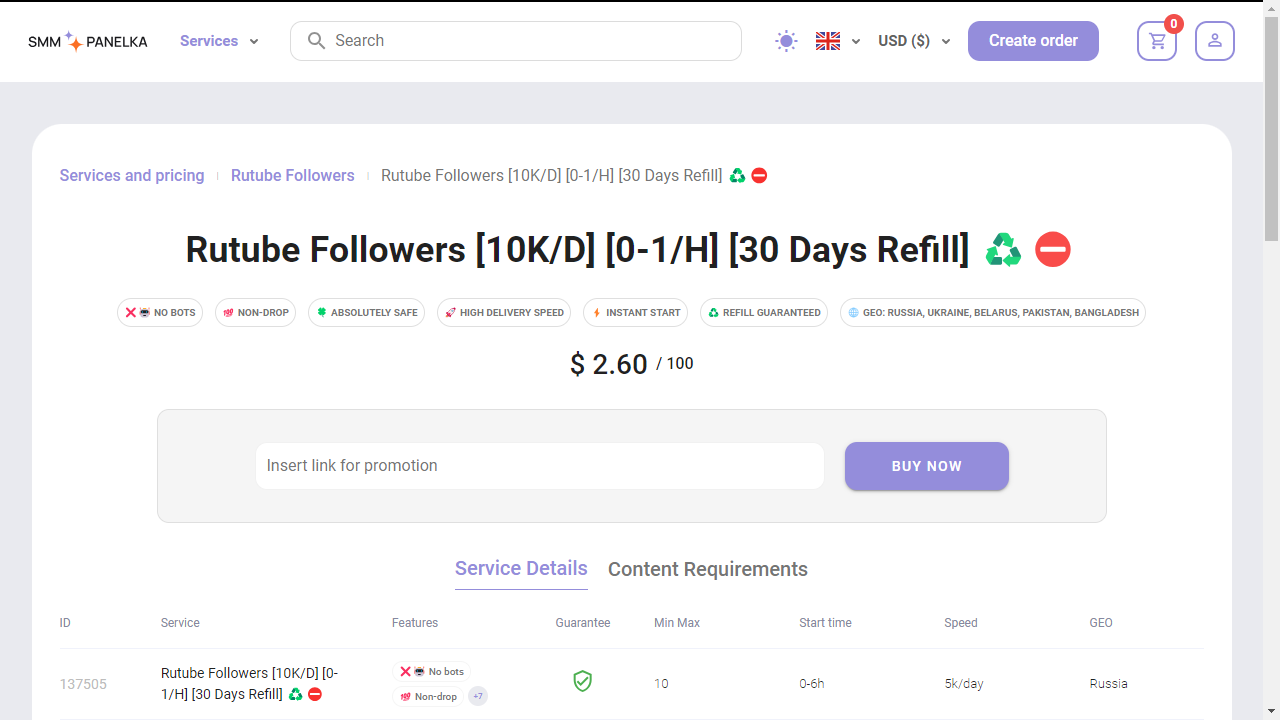 SMM PANELKA
Services
Search
USD ($)
Create order
0
Services and pricing
Rutube Followers
Rutube Followers [10K/D] [0-1/H] [30 Days Refill] ♻️ ⛔
Rutube Followers [10K/D] [0-1/H] [30 Days Refill] ♻️ ⛔
NO BOTS
NON-DROP
ABSOLUTELY SAFE
HIGH DELIVERY SPEED
INSTANT START
REFILL GUARANTEED
GEO: RUSSIA, UKRAINE, BELARUS, PAKISTAN, BANGLADESH
$ 2.60 / 100
Insert link for promotion
BUY NOW
Service Details
Content Requirements
ID
Service
Features
Guarantee
Min Max
Start time
Speed
GEO
137505
Rutube Followers [10K/D] [0-
1/H] [30 Days Refill] ♻️ ⛔
No bots
Non-drop
+7
10
0-6h
5k/day
Russia